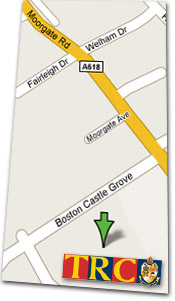 Moorgate Rd
Welham Dr
A618
Fairleigh Dr
Moorgate Ave
Boston Castle Grove
TRC